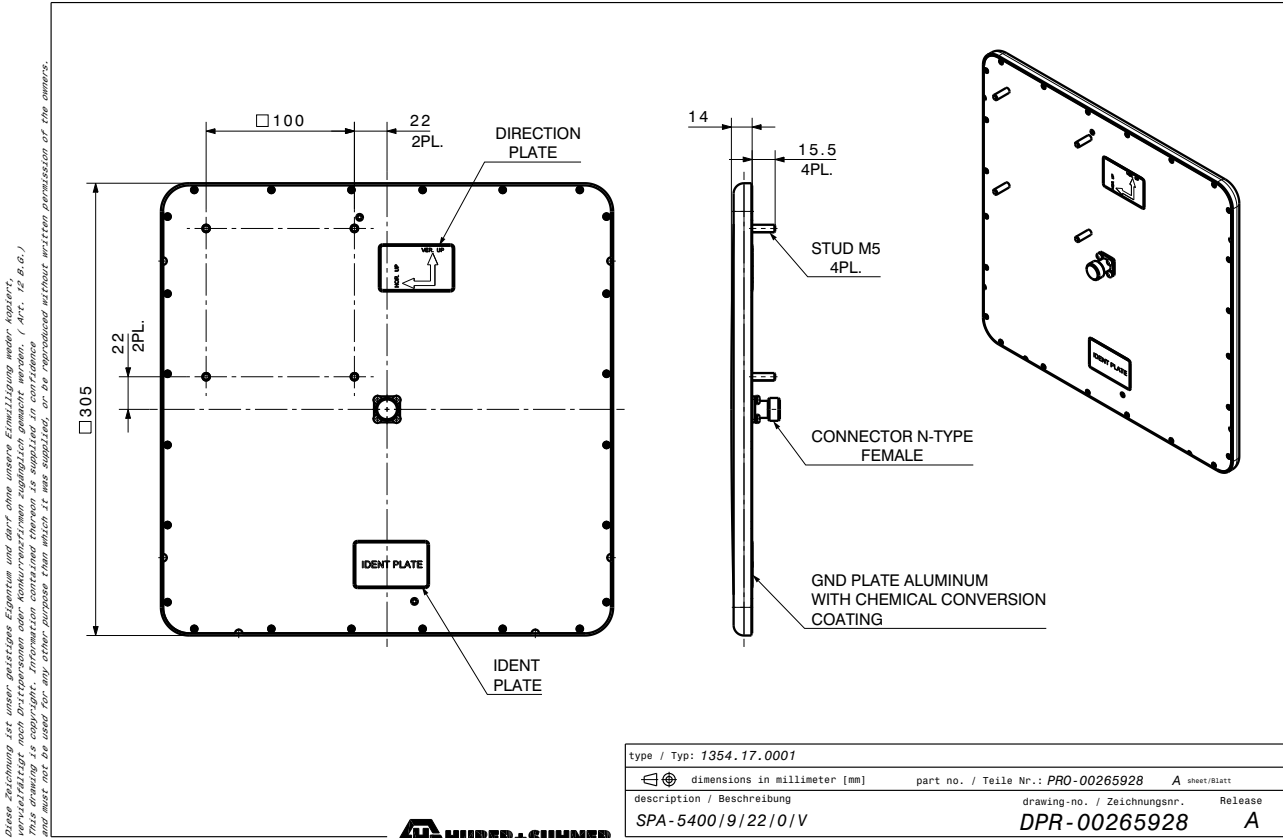 Diese Zeichnung ist unser geistiges Eigentum und darf ohne unsere Einwilligung weder kopiert,
vervielfältigt noch Drittpersonen oder Konkurrenzfirmen zugänglich gemacht werden. ( Art. 12 B.G.)
This drawing is copyright. Information contained thereon is supplied in confidence
and must not be used for any other purpose than which it was supplied, or be reproduced without written permission of the owners.
□100
22
2PL.
DIRECTION
PLATE
VER. UP
HOR. UP
22
2PL.
□305
IDENT PLATE
IDENT
PLATE
14
15.5
4PL.
STUD M5
4PL.
CONNECTOR N-TYPE
FEMALE
GND PLATE ALUMINUM
WITH CHEMICAL CONVERSION
COATING
IDENT PLATE
type / Typ: 1354.17.0001
dimensions in millimeter [mm]
part no. / Teile Nr.: PRO-00265928 A sheet/Blatt
description / Beschreibung
SPA-5400/9/22/0/V
drawing-no. / Zeichnungsnr.
DPR-00265928
Release
A
HUBER+SUHNER